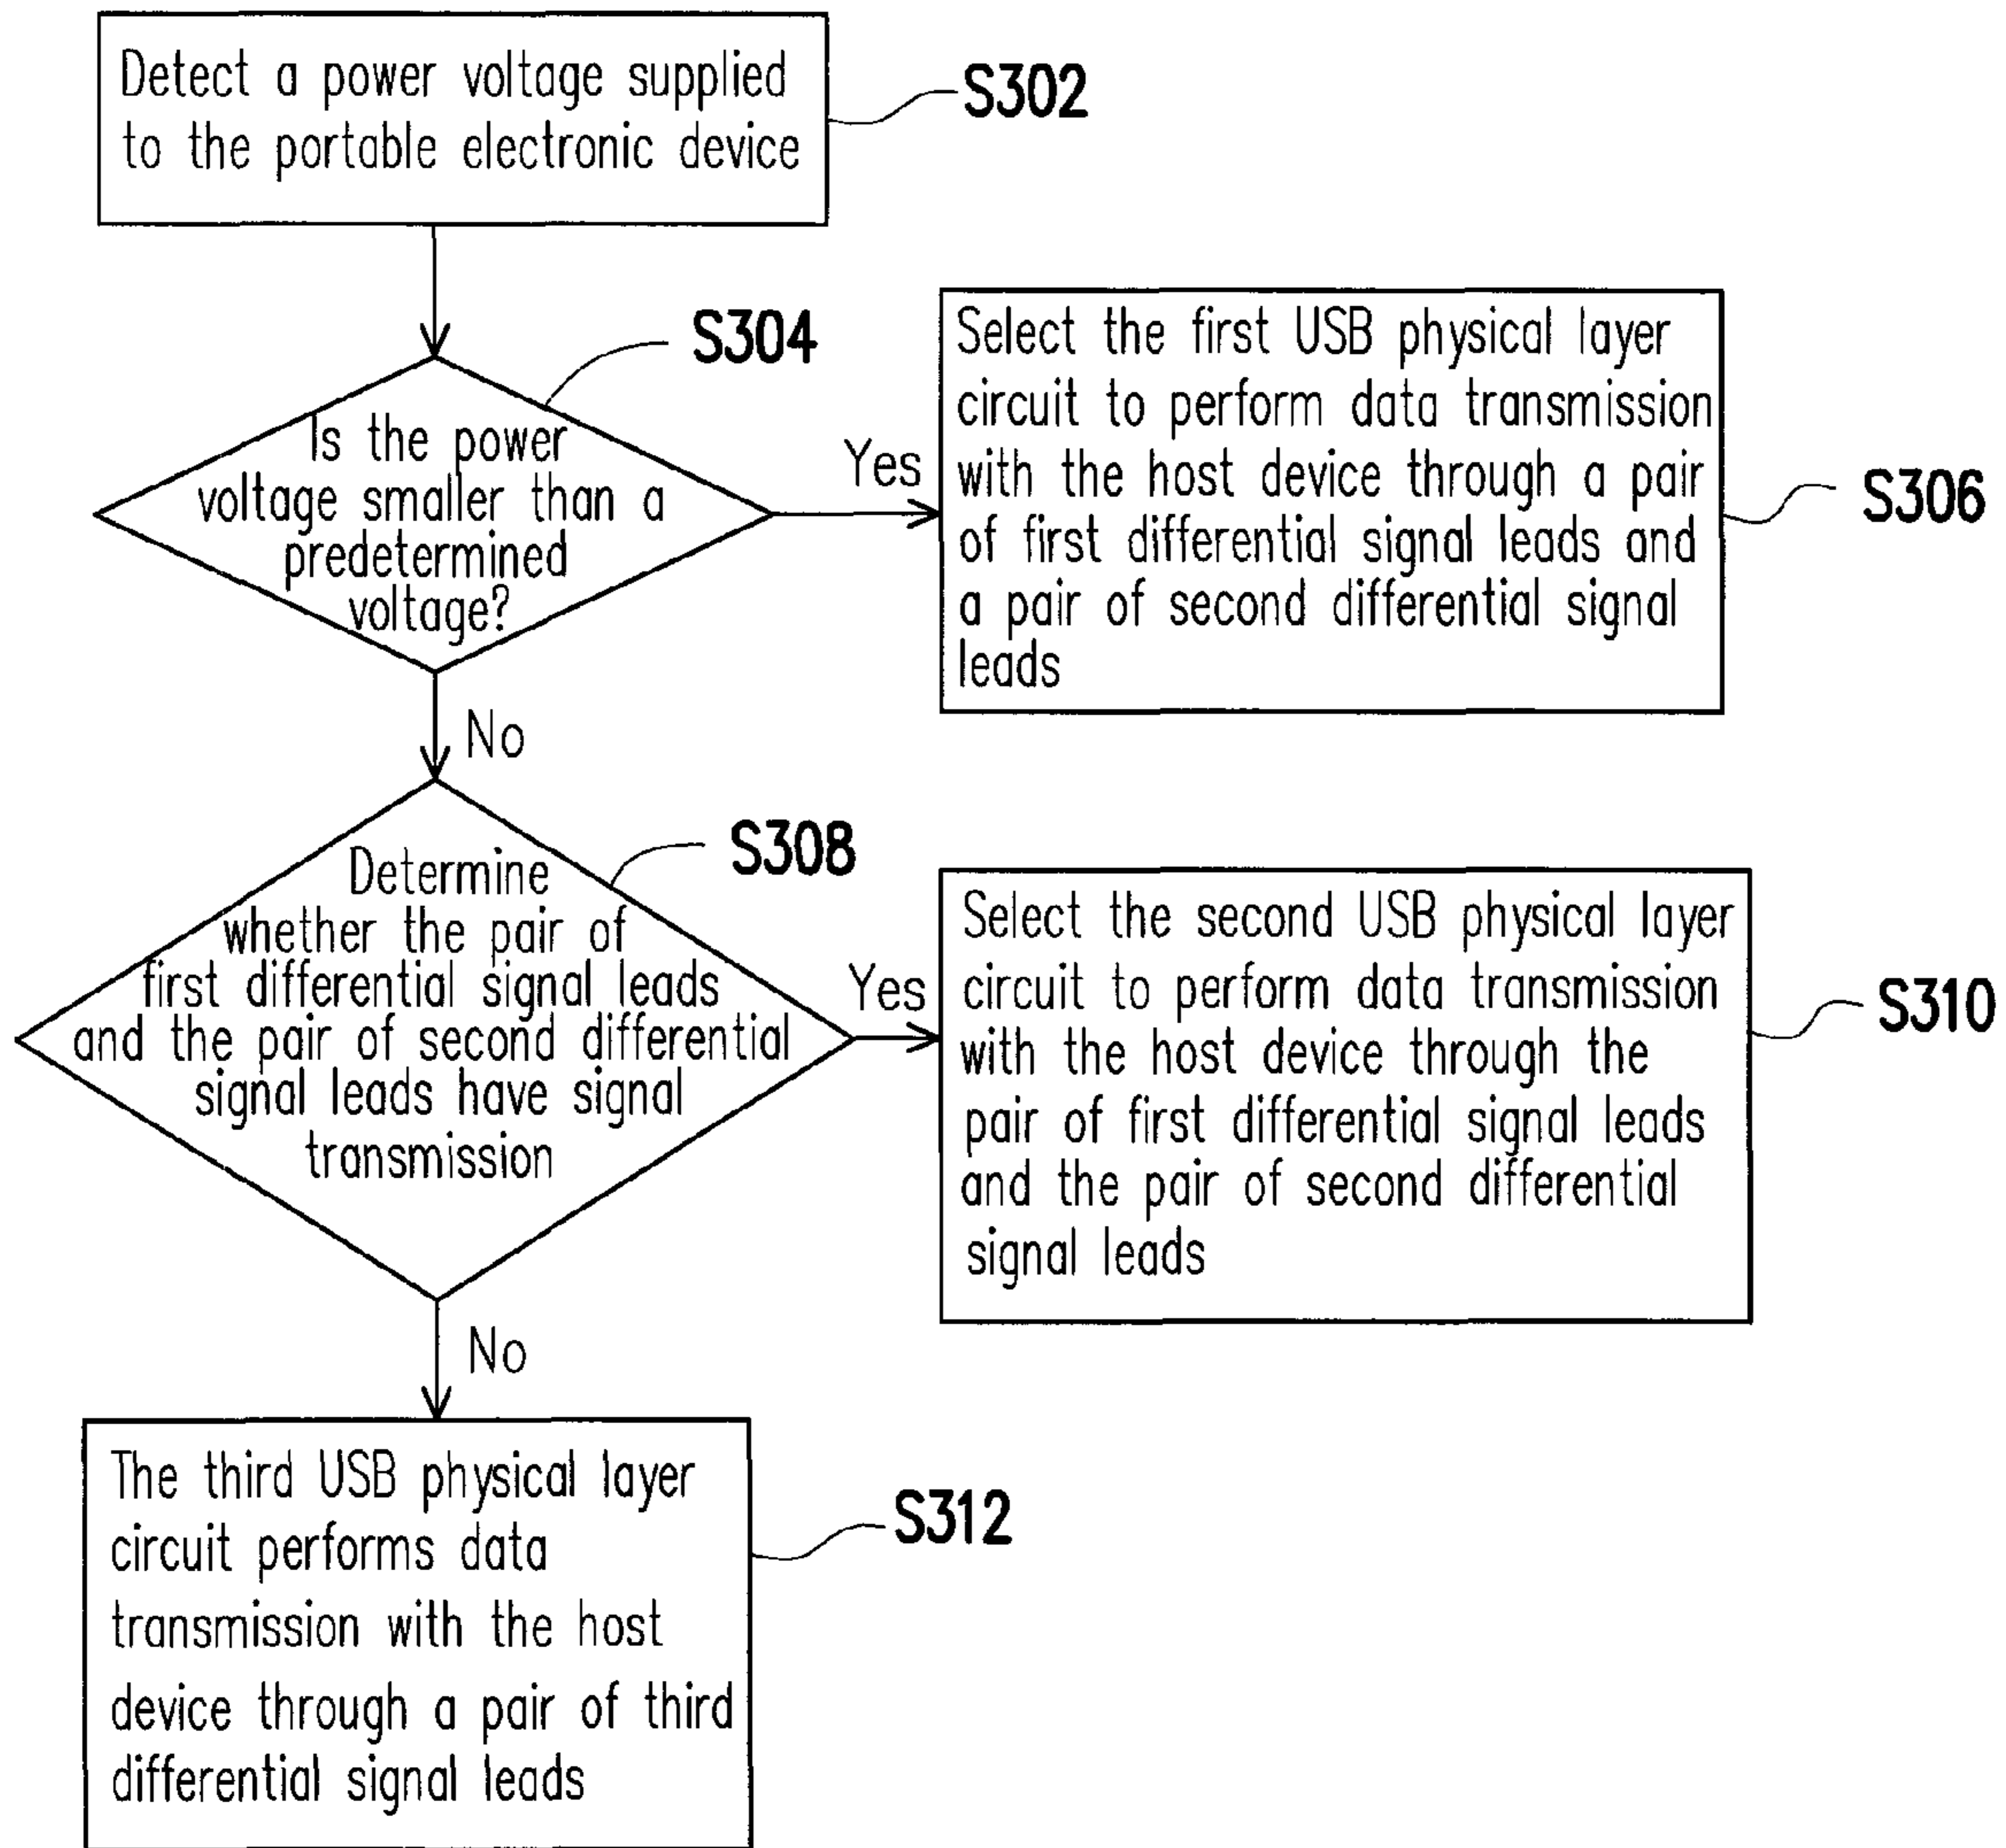 Detect a power voltage supplied
to the portable electronic device
S302
S304
Is the power
voltage smaller than a
predetermined
voltage?
Yes
Select the first USB physical layer
circuit to perform data transmission
with the host device through a pair
of first differential signal leads and
a pair of second differential signal
leads
S306
No
S308
Determine
whether the pair of
first differential signal leads
and the pair of second differential
signal leads have signal
transmission
Yes
Select the second USB physical layer
circuit to perform data transmission
with the host device through the
pair of first differential signal leads
and the pair of second differential
signal leads
S310
No
The third USB physical layer
circuit performs data
transmission with the host
device through a pair of third
differential signal leads
S312